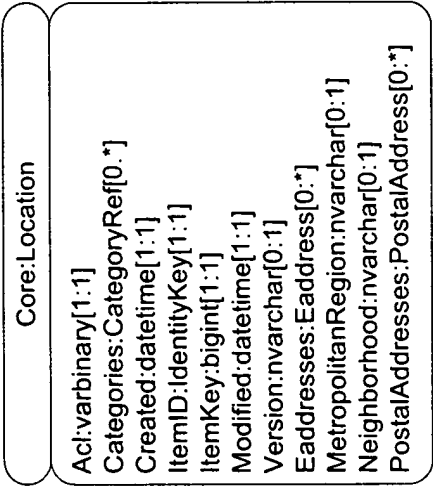 Core:Location
Acl:varbinary[1:1]
Categories:CategoryRef[0.*]
Created:datetime[1:1]
ItemID:IdentityKey[1:1]
ItemKey:bigint[1:1]
Modified:datetime[1:1]
Version:nvarchar[0:1]
Eaddresses:Eaddress[0:*]
MetropolitanRegion:nvarchar[0:1]
Neighborhood:nvarchar[0:1]
PostalAddresses:PostalAddress[0:*]